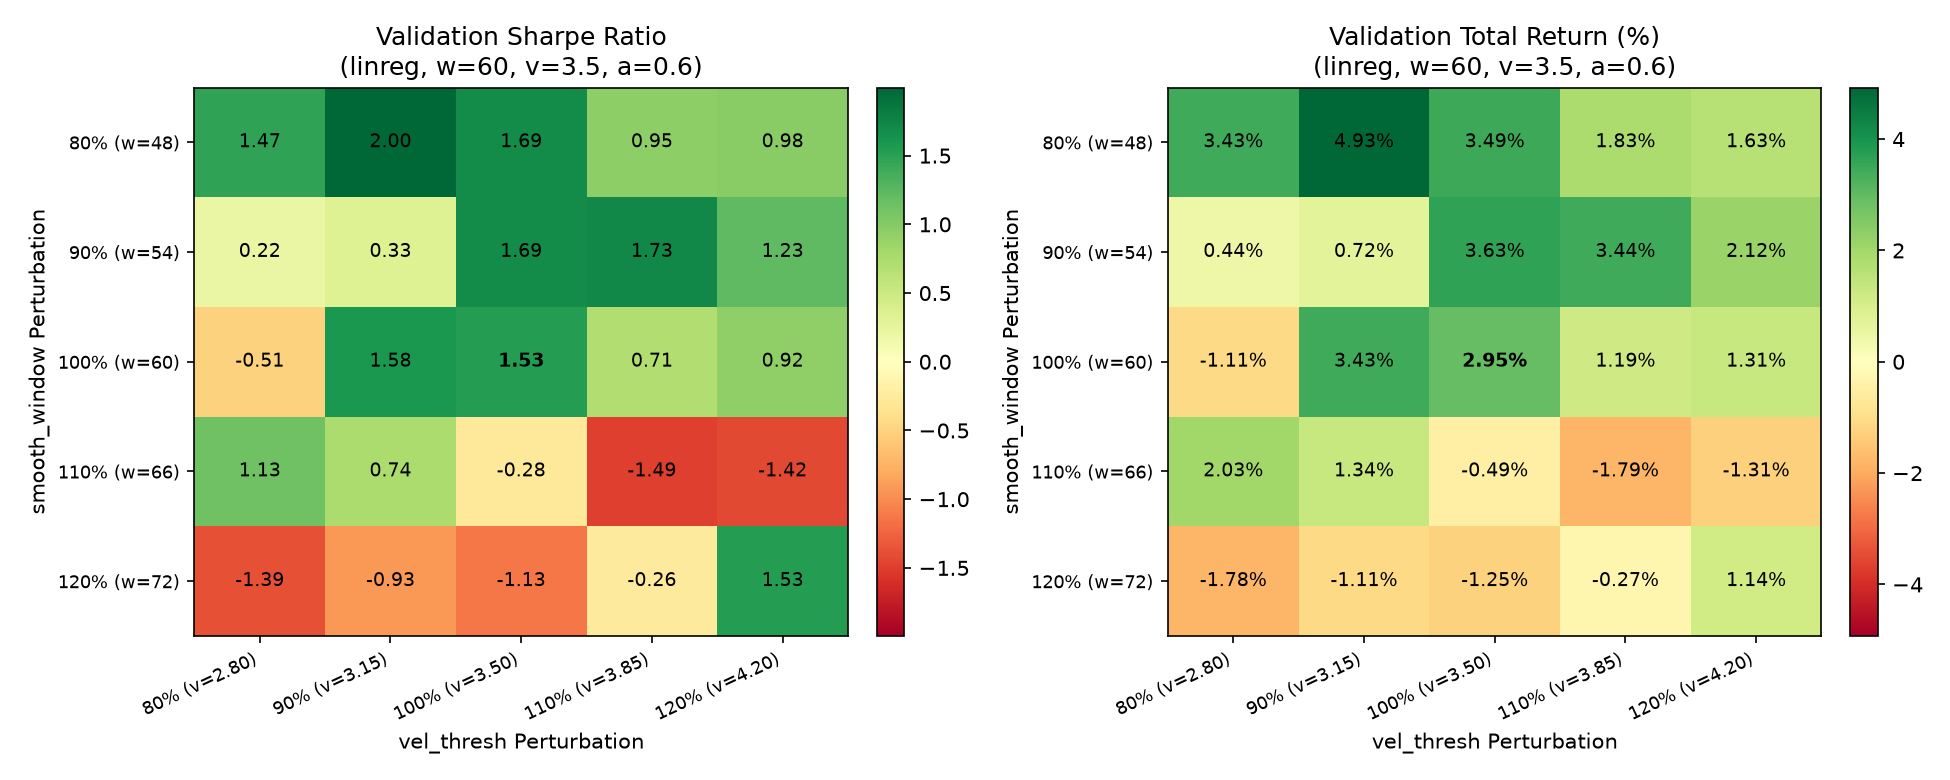 Validation Sharpe Ratio
(linreg, w=60, v=3.5, a=0.6)
smooth_window Perturbation
80% (w=48) 1.47 2.00 1.69 0.95 0.98
90% (w=54) 0.22 0.33 1.69 1.73 1.23
100% (w=60) -0.51 1.58 1.53 0.71 0.92
110% (w=66) 1.13 0.74 -0.28 -1.49 -1.42
120% (w=72) -1.39 -0.93 -1.13 -0.26 1.53
80% (v=2.80) 90% (v=3.15) 100% (v=3.50) 110% (v=3.85) 120% (v=4.20)
vel_thresh Perturbation
1.5
1.0
0.5
0.0
−0.5
−1.0
−1.5
Validation Total Return (%)
(linreg, w=60, v=3.5, a=0.6)
smooth_window Perturbation
80% (w=48) 3.43% 4.93% 3.49% 1.83% 1.63%
90% (w=54) 0.44% 0.72% 3.63% 3.44% 2.12%
100% (w=60) -1.11% 3.43% 2.95% 1.19% 1.31%
110% (w=66) 2.03% 1.34% -0.49% -1.79% -1.31%
120% (w=72) -1.78% -1.11% -1.25% -0.27% 1.14%
80% (v=2.80) 90% (v=3.15) 100% (v=3.50) 110% (v=3.85) 120% (v=4.20)
vel_thresh Perturbation
4
2
0
−2
−4